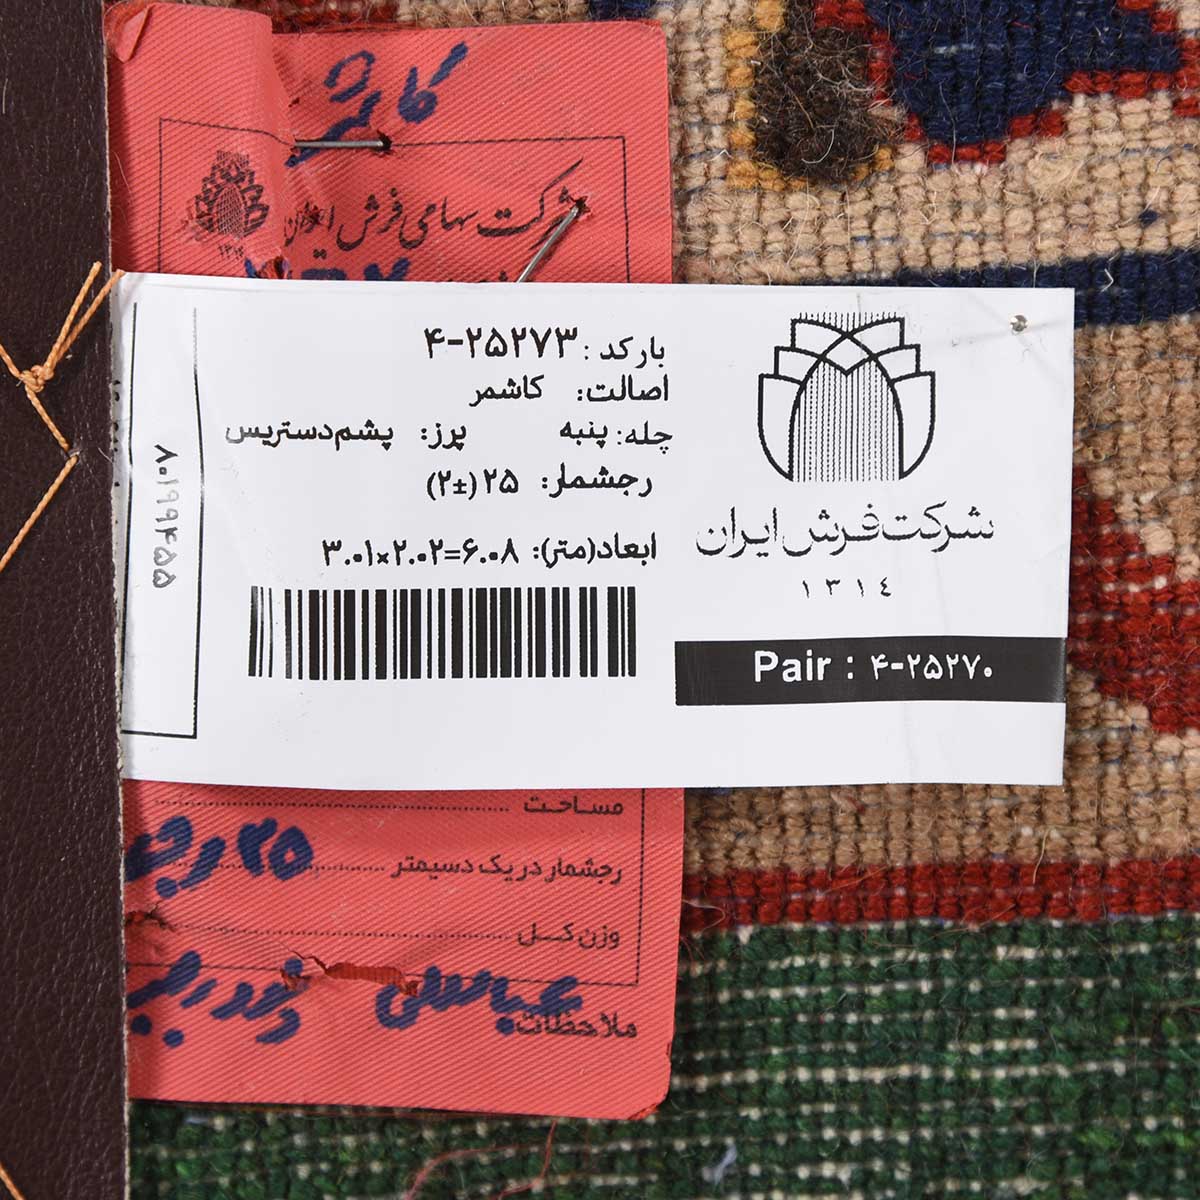 شرکت سهامی فرش ایران
۱۳۱۴
بارکد : ۴-۲۵۲۷۳
اصالت: کاشمر
چله: پنبه پرز: پشم‌دستریس
رجشمار: ۲۵ (±۲)
ابعاد(متر): ۳.۰۱×۲.۰۲=۶.۰۸
شرکت فرش ایران
۱۳۱٤
Pair : ۴-۲۵۲۷۰
۸۰۱۹۹۴۵۵
مساحت
رجشمار در یک دسیمتر ۲۵
وزن کل
ملاحظات